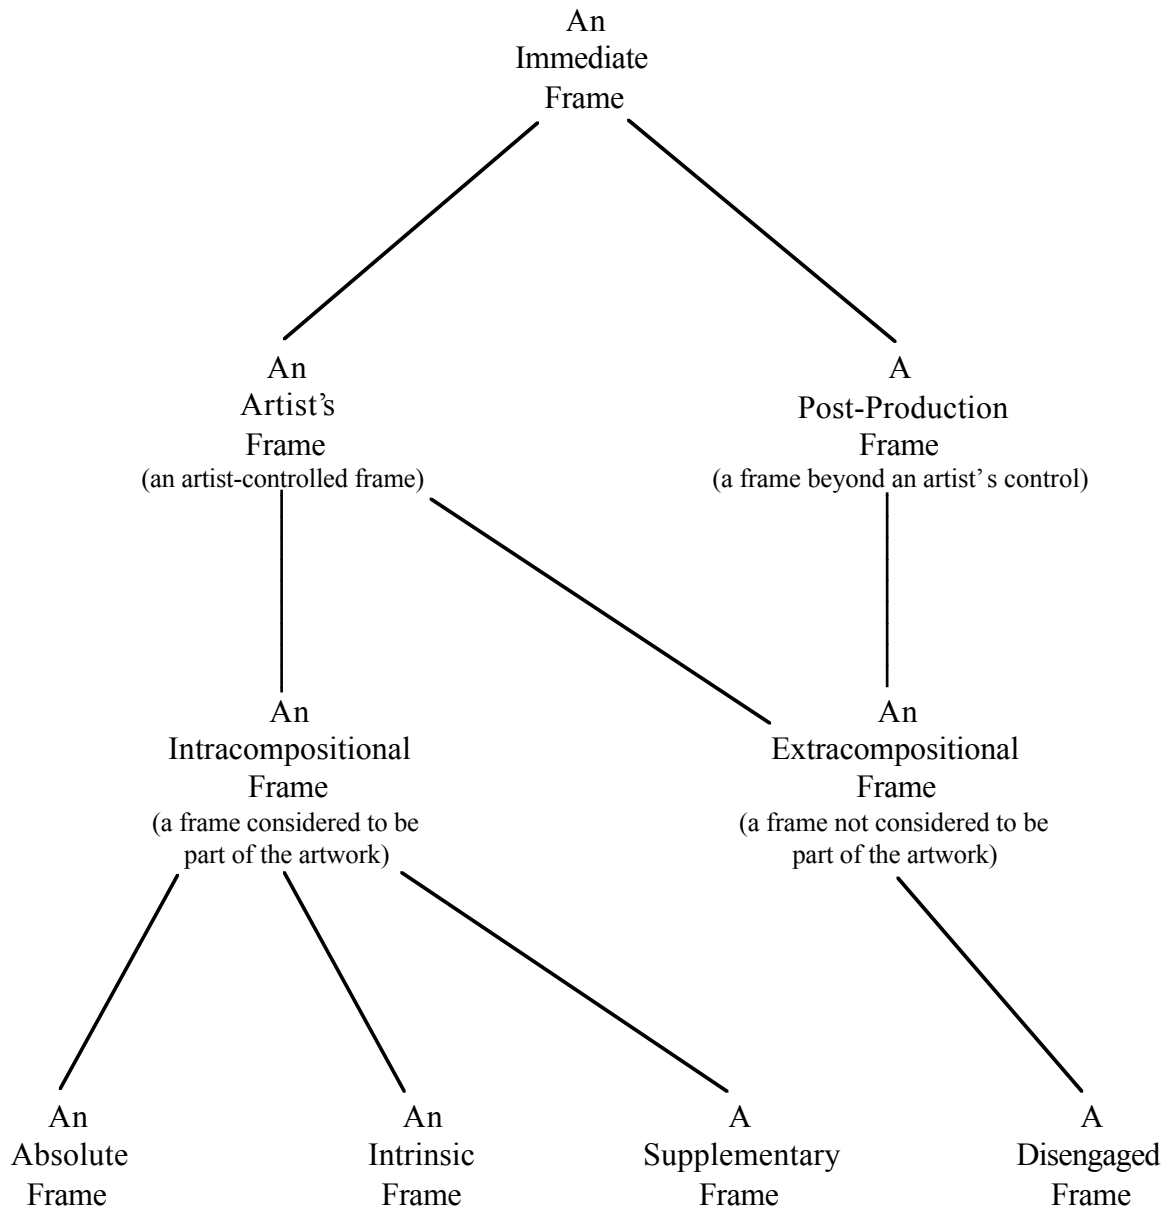 An
Immediate
Frame
An
Artist's
Frame
(an artist-controlled frame)
A
Post-Production
Frame
(a frame beyond an artist's control)
An
Intracompositional
Frame
(a frame considered to be
part of the artwork)
An
Extracompositional
Frame
(a frame not considered to be
part of the artwork)
An
Absolute
Frame
An
Intrinsic
Frame
A
Supplementary
Frame
A
Disengaged
Frame